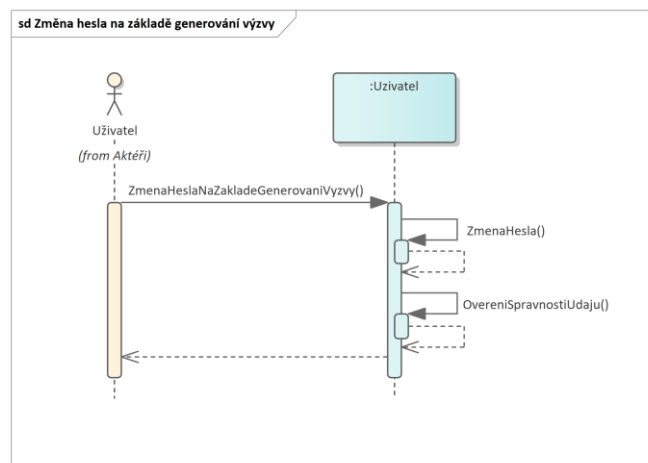 sd Změna hesla na základě generování výzvy
:Uzivatel
Uživatel
(from Aktéři)
ZmenaHeslaNaZakladeGenerovaniVyzvy()
ZmenaHesla()
OvereniSpravnostiUdaju()